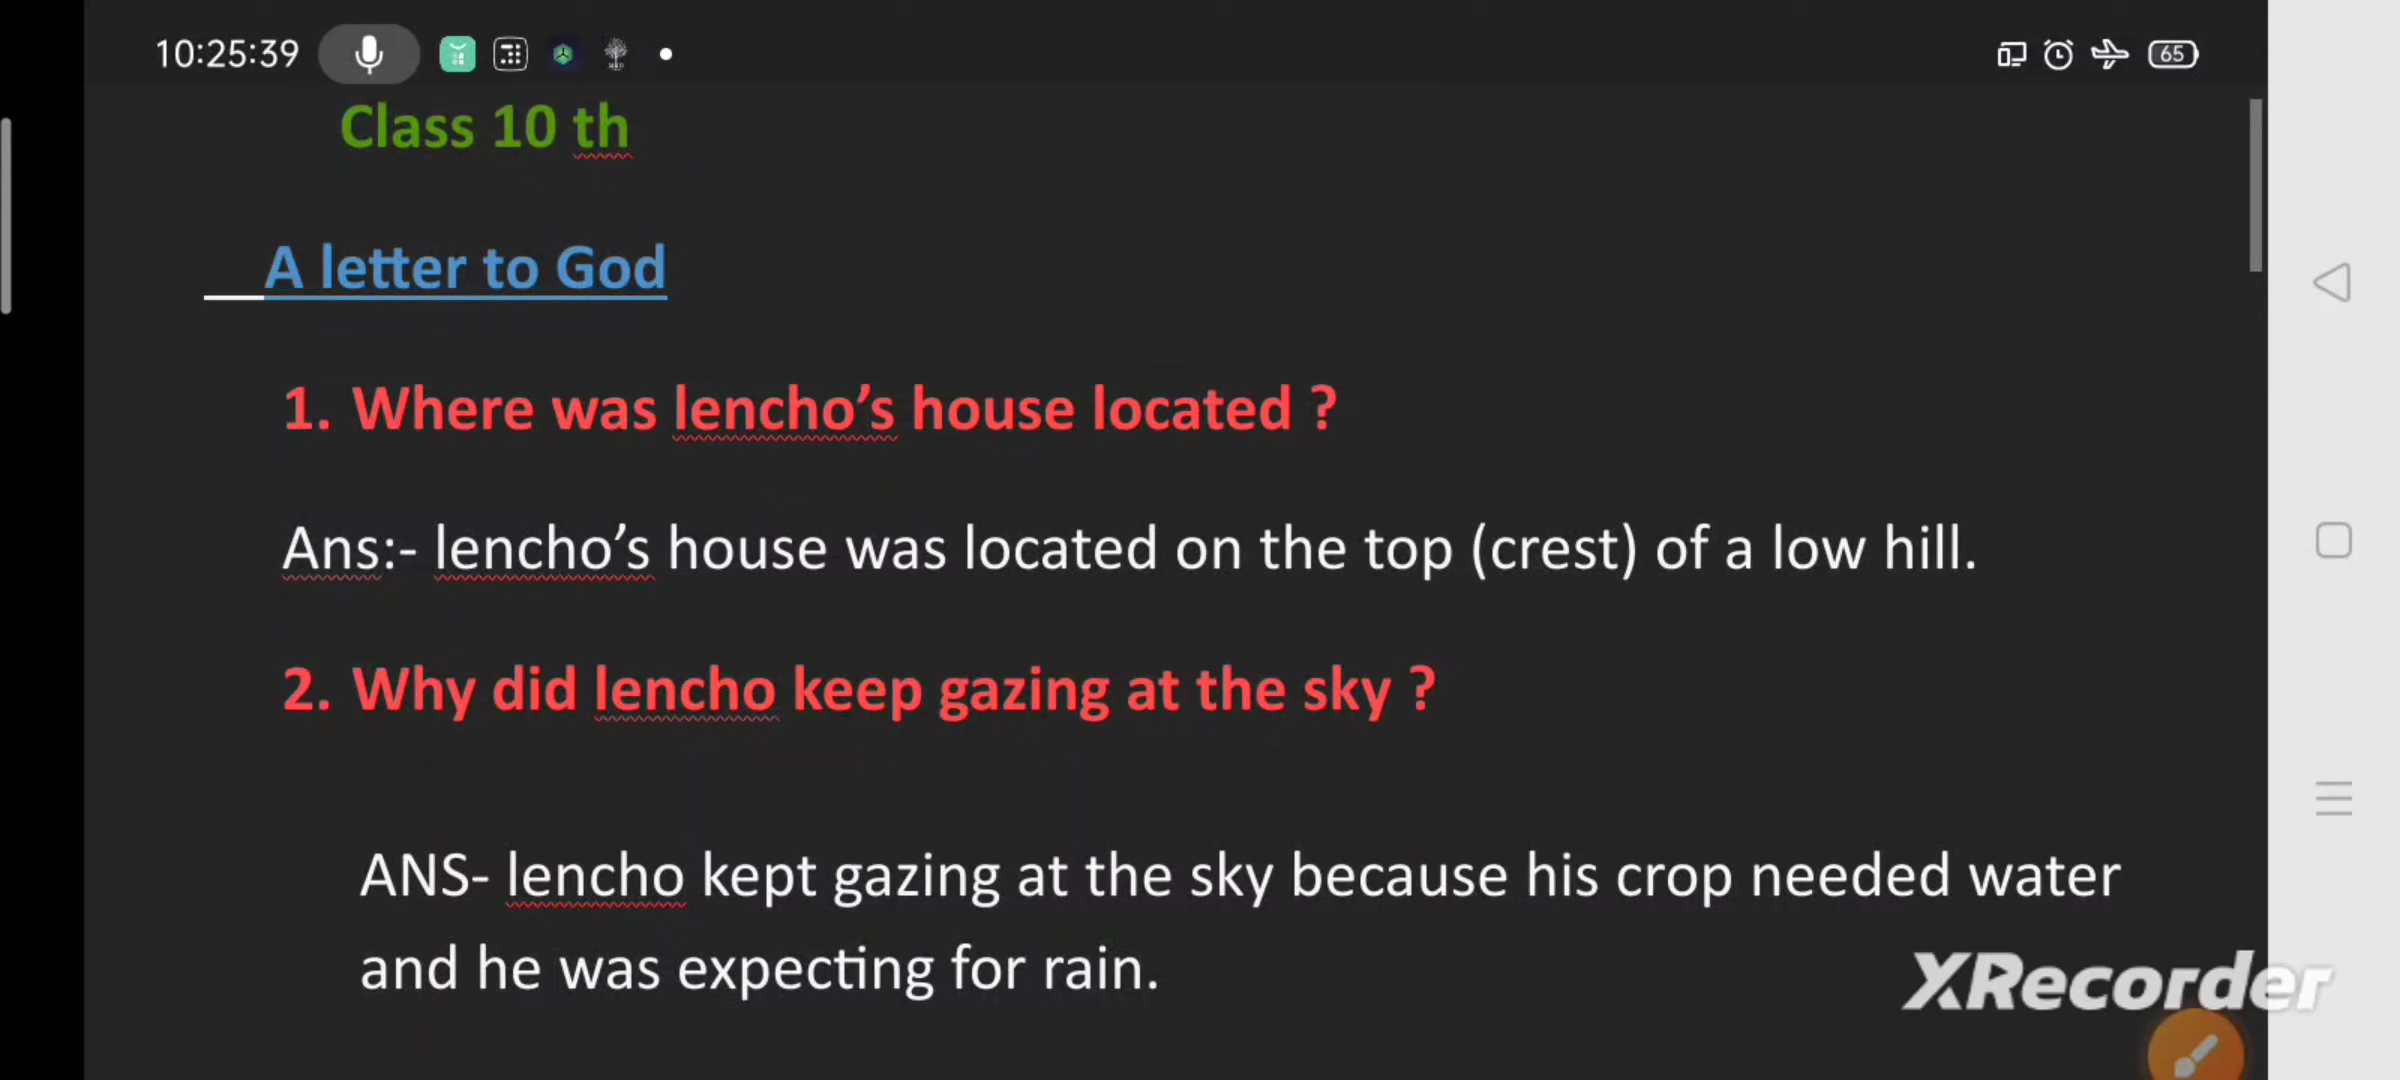 10:25:39
65
Class 10 th
A letter to God
1. Where was lencho’s house located ?
Ans:- lencho’s house was located on the top (crest) of a low hill.
2. Why did lencho keep gazing at the sky ?
ANS- lencho kept gazing at the sky because his crop needed water
and he was expecting for rain.
XRecorder